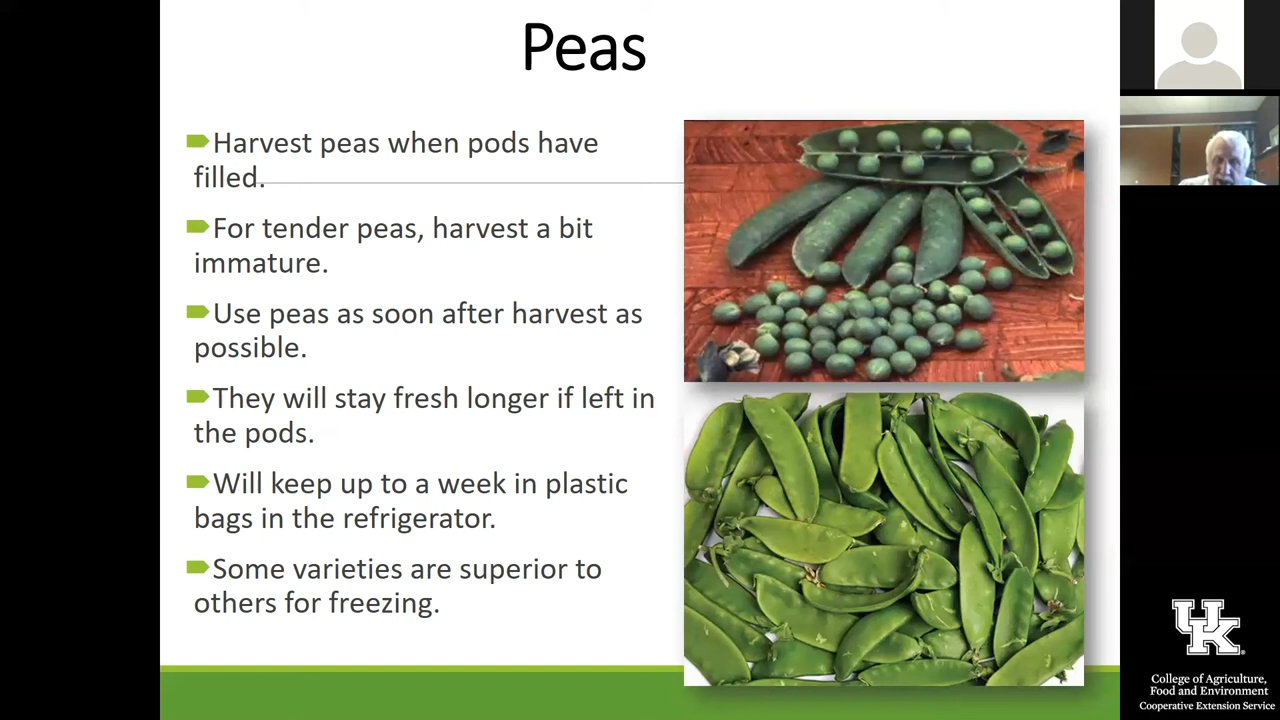 Peas
Harvest peas when pods have
filled.
For tender peas, harvest a bit
immature.
Use peas as soon after harvest as
possible.
They will stay fresh longer if left in
the pods.
Will keep up to a week in plastic
bags in the refrigerator.
Some varieties are superior to
others for freezing.
UK
College of Agriculture,
Food and Environment
Cooperative Extension Service